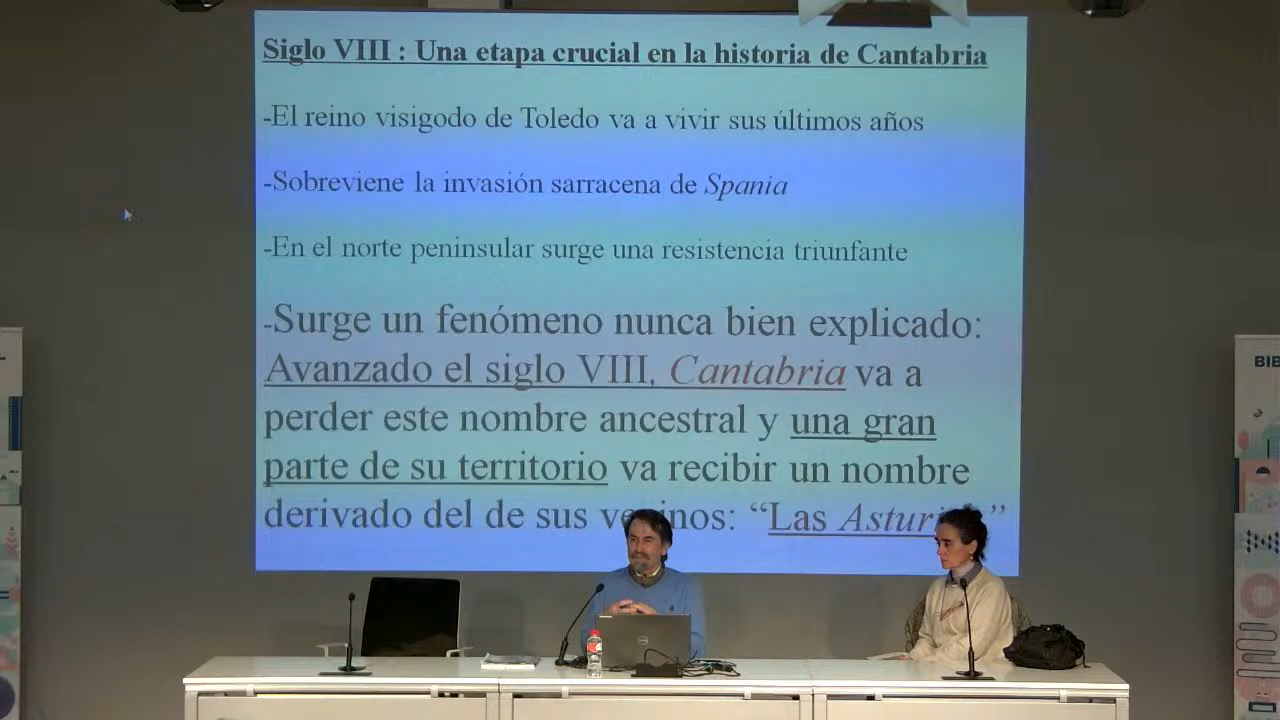 Siglo VIII : Una etapa crucial en la historia de Cantabria
-El reino visigodo de Toledo va a vivir sus últimos años
-Sobreviene la invasión sarracena de Spania
-En el norte peninsular surge una resistencia triunfante
-Surge un fenómeno nunca bien explicado:
Avanzado el siglo VIII, Cantabria va a
perder este nombre ancestral y una gran
parte de su territorio va recibir un nombre
derivado del de sus “Las
BIB